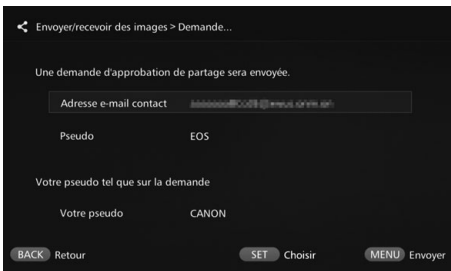 Envoyer/recevoir des images > Demande...
Une demande d'approbation de partage sera envoyée.
Adresse e-mail contact
Pseudo EOS
Votre pseudo tel que sur la demande
Votre pseudo CANON
BACK Retour SET Choisir MENU Envoyer